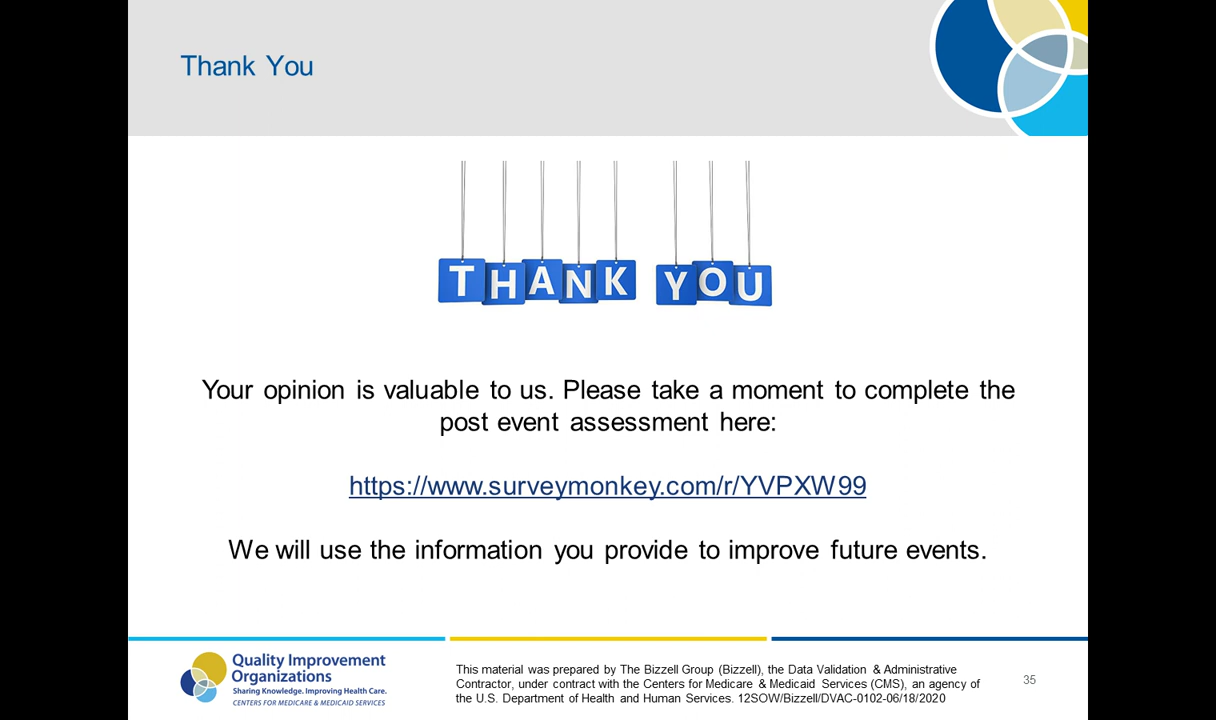 Thank You
THANK YOU
Your opinion is valuable to us. Please take a moment to complete the
post event assessment here:
https://www.surveymonkey.com/r/YVPXW99
We will use the information you provide to improve future events.
Quality Improvement
Organizations
Sharing Knowledge. Improving Health Care.
CENTERS FOR MEDICARE & MEDICAID SERVICES
This material was prepared by The Bizzell Group (Bizzell), the Data Validation & Administrative
Contractor, under contract with the Centers for Medicare & Medicaid Services (CMS), an agency of
the U.S. Department of Health and Human Services. 12SOW/Bizzell/DVAC-0102-06/18/2020
35